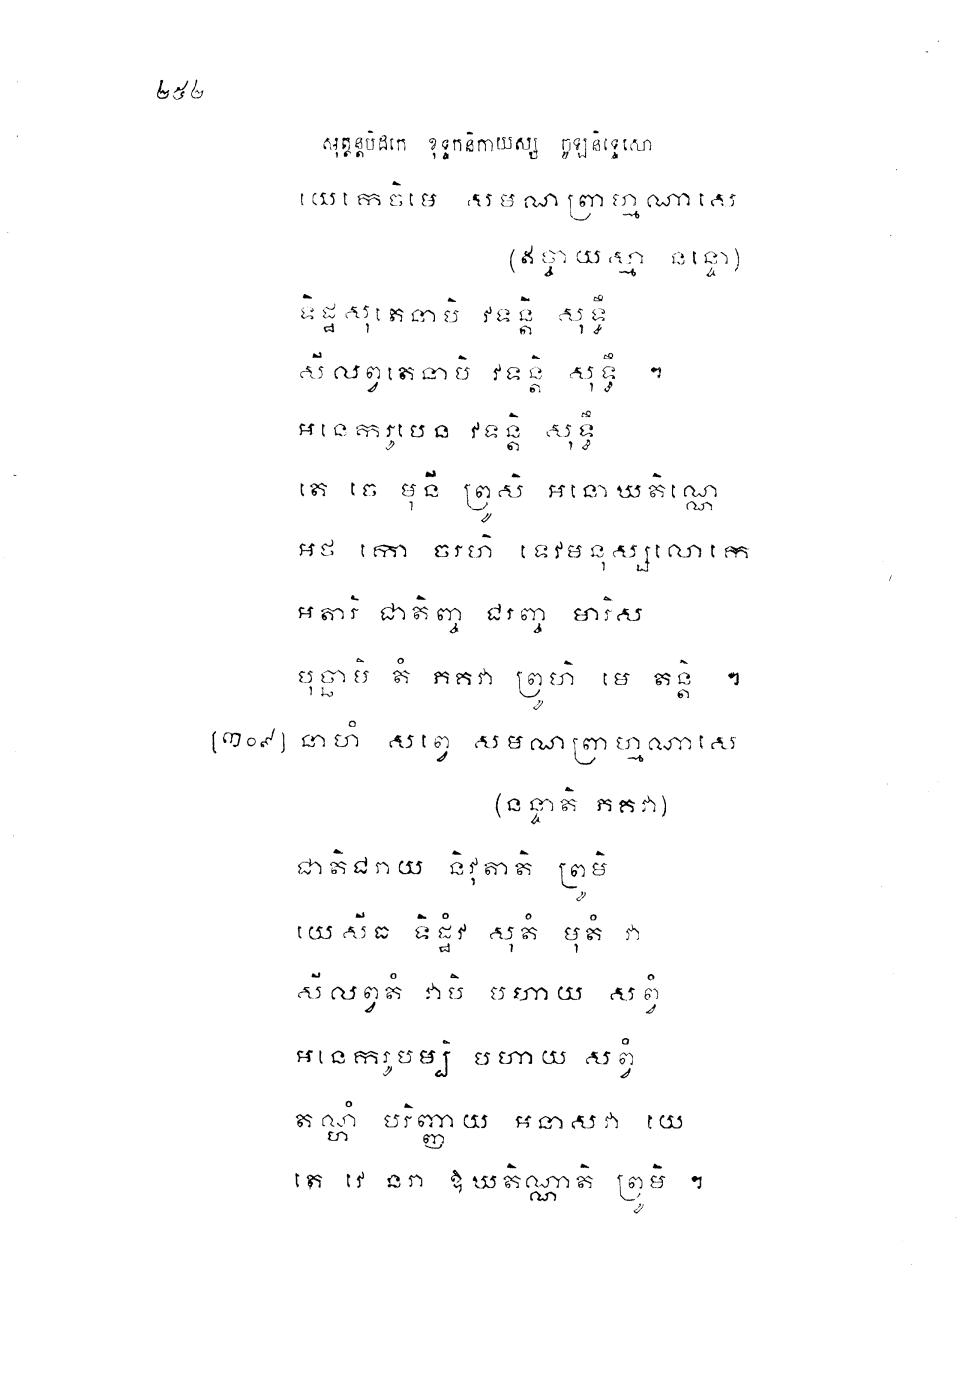 ២៥២
សុត្តន្តបិដកេ ខុទ្ទកនិកាយស្ស ចូឡនិទ្ទេសោ
យេកេចិមេ សមណព្រាហ្មណាសេ
(ឥច្ចាយស្មា នន្ទោ)
ទិដ្ឋសុតេនាបិ វទន្តិ សុទ្ធឹ
សីលព្វតេនាបិ វទន្តិ សុទ្ធឹ ។
អនេករូបេន វទន្តិ សុទ្ធឹ
តេ ចេ មុនី ព្រូសិ អនោឃតិណ្ណេ
អថ កោ ចរហិ ទេវមនុស្សលោកេ
អតារិ ជាតិញ្ច ជរញ្ច មារិស
បុច្ឆាមិ តំ ភគវា ព្រូហិ មេ តន្តិ ។
[៣០៩] នាហំ សព្វេ សមណព្រាហ្មណាសេ
(នន្ទាតិ ភគវា)
ជាតិជរាយ និវុតាតិ ព្រូមិ
យេសីធ ទិដ្ឋំវ សុតំ មុតំ វា
សីលព្វតំ វាបិ បហាយ សព្វំ
អនេករូបម្បិ បហាយ សព្វំ
តណ្ហំ បរិញ្ញាយ អនាសវា យេ
តេ វេ នរា ឱឃតិណ្ណាតិ ព្រូមិ ។